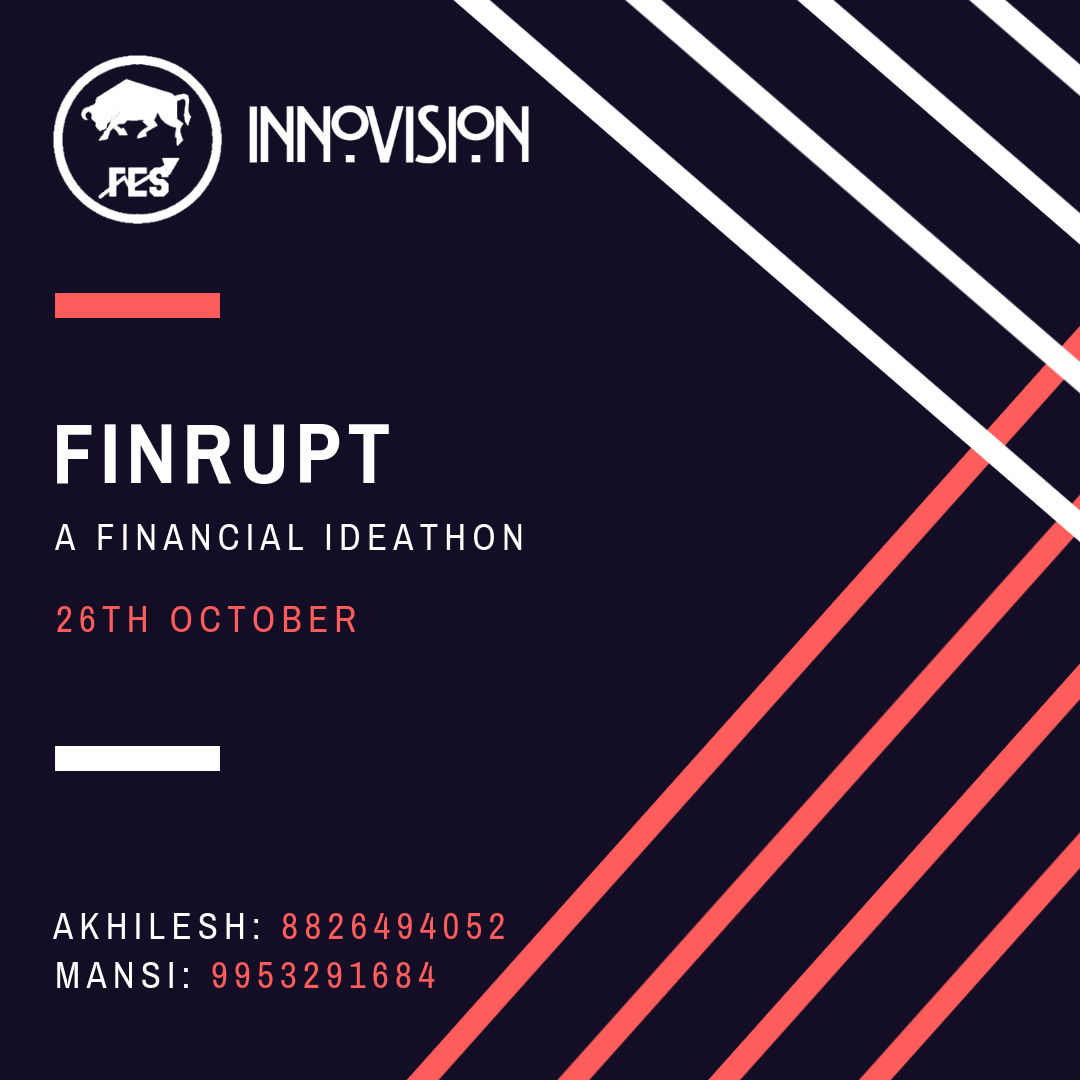 FES
INNOVISION
FINRUPT
A FINANCIAL IDEATHON
26TH OCTOBER
AKHILESH: 8826494052
MANSI: 9953291684